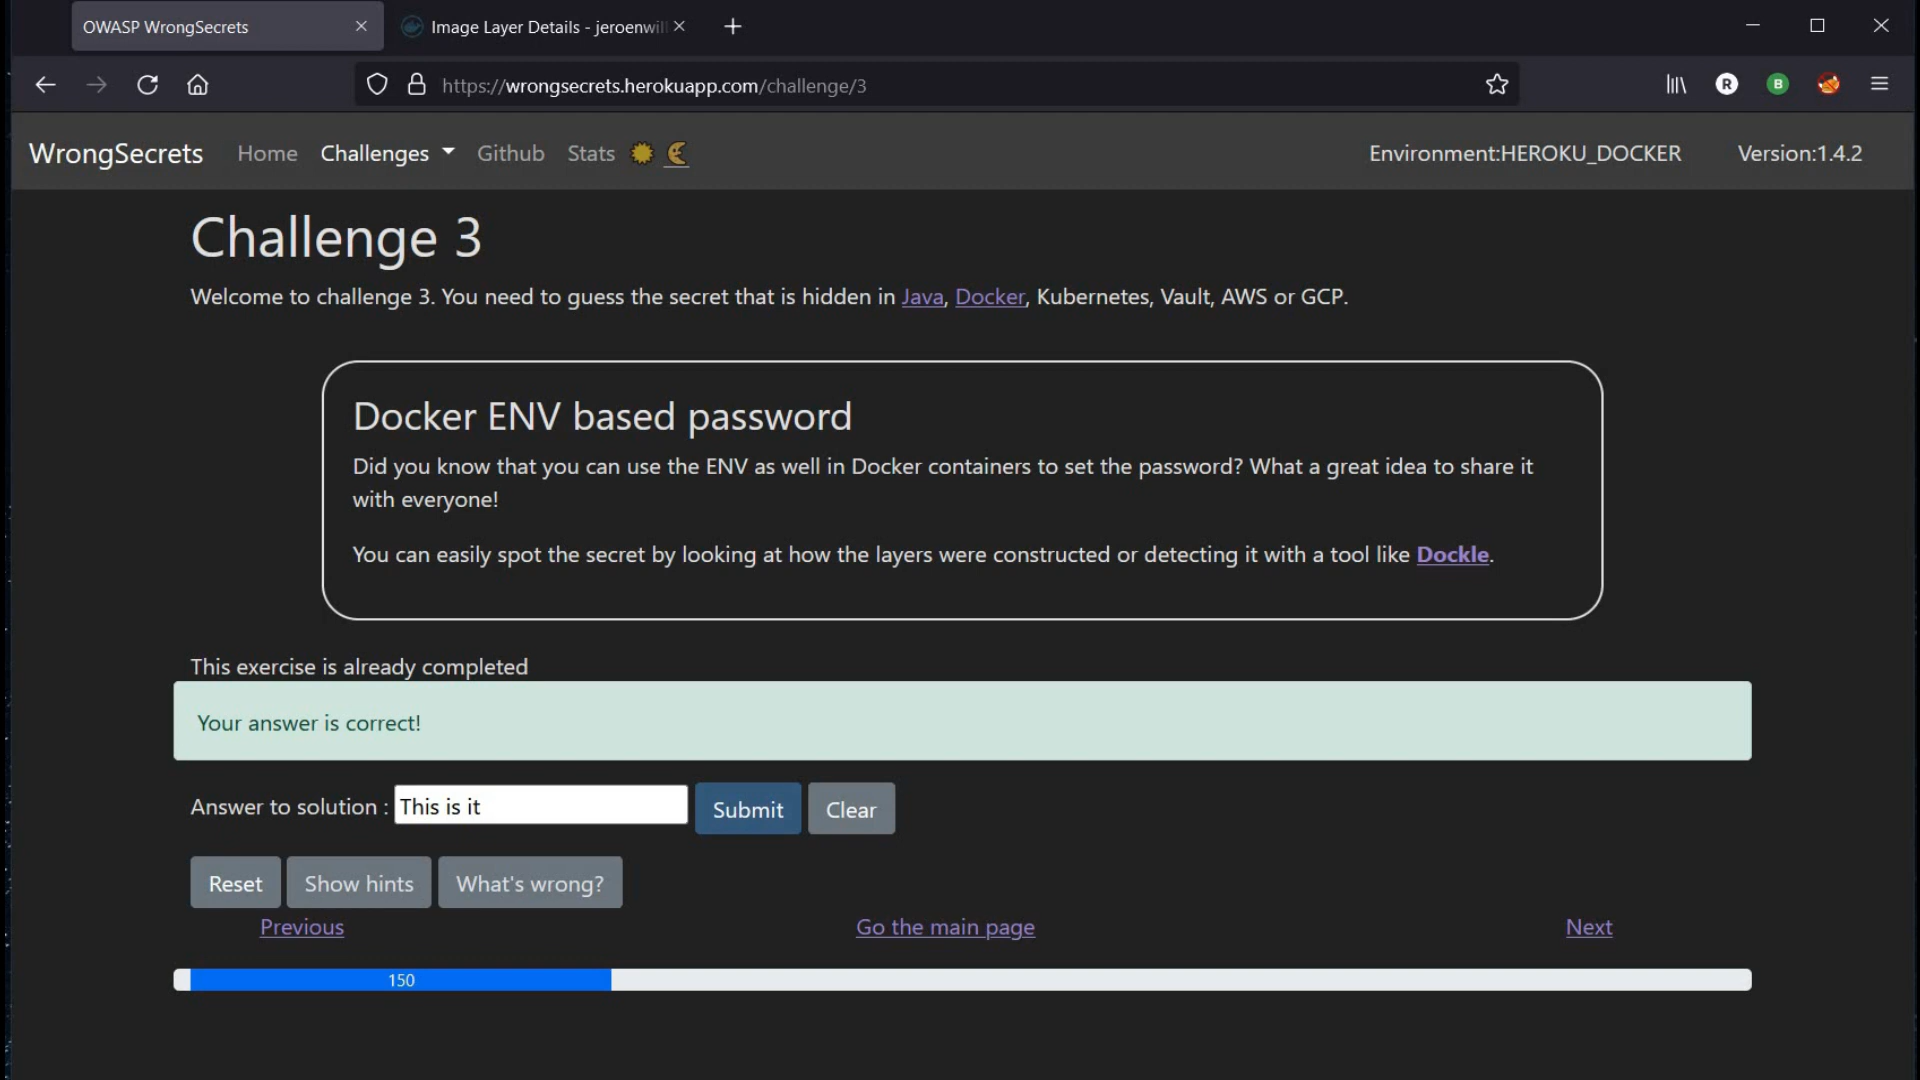 OWASP WrongSecrets
Image Layer Details - jeroenwil
https://wrongsecrets.herokuapp.com/challenge/3
R
B
WrongSecrets Home Challenges Github Stats Environment:HEROKU_DOCKER Version:1.4.2
Challenge 3
Welcome to challenge 3. You need to guess the secret that is hidden in Java, Docker, Kubernetes, Vault, AWS or GCP.
Docker ENV based password
Did you know that you can use the ENV as well in Docker containers to set the password? What a great idea to share it
with everyone!
You can easily spot the secret by looking at how the layers were constructed or detecting it with a tool like Dockle.
This exercise is already completed
Your answer is correct!
Answer to solution : This is it Submit Clear
Reset Show hints What's wrong?
Previous Go the main page Next
150